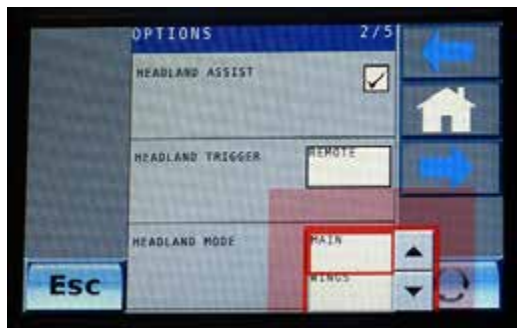 OPTIONS 2/5
HEADLAND ASSIST
HEADLAND TRIGGER REMOTE
HEADLAND MODE MAIN
WINGS
Esc